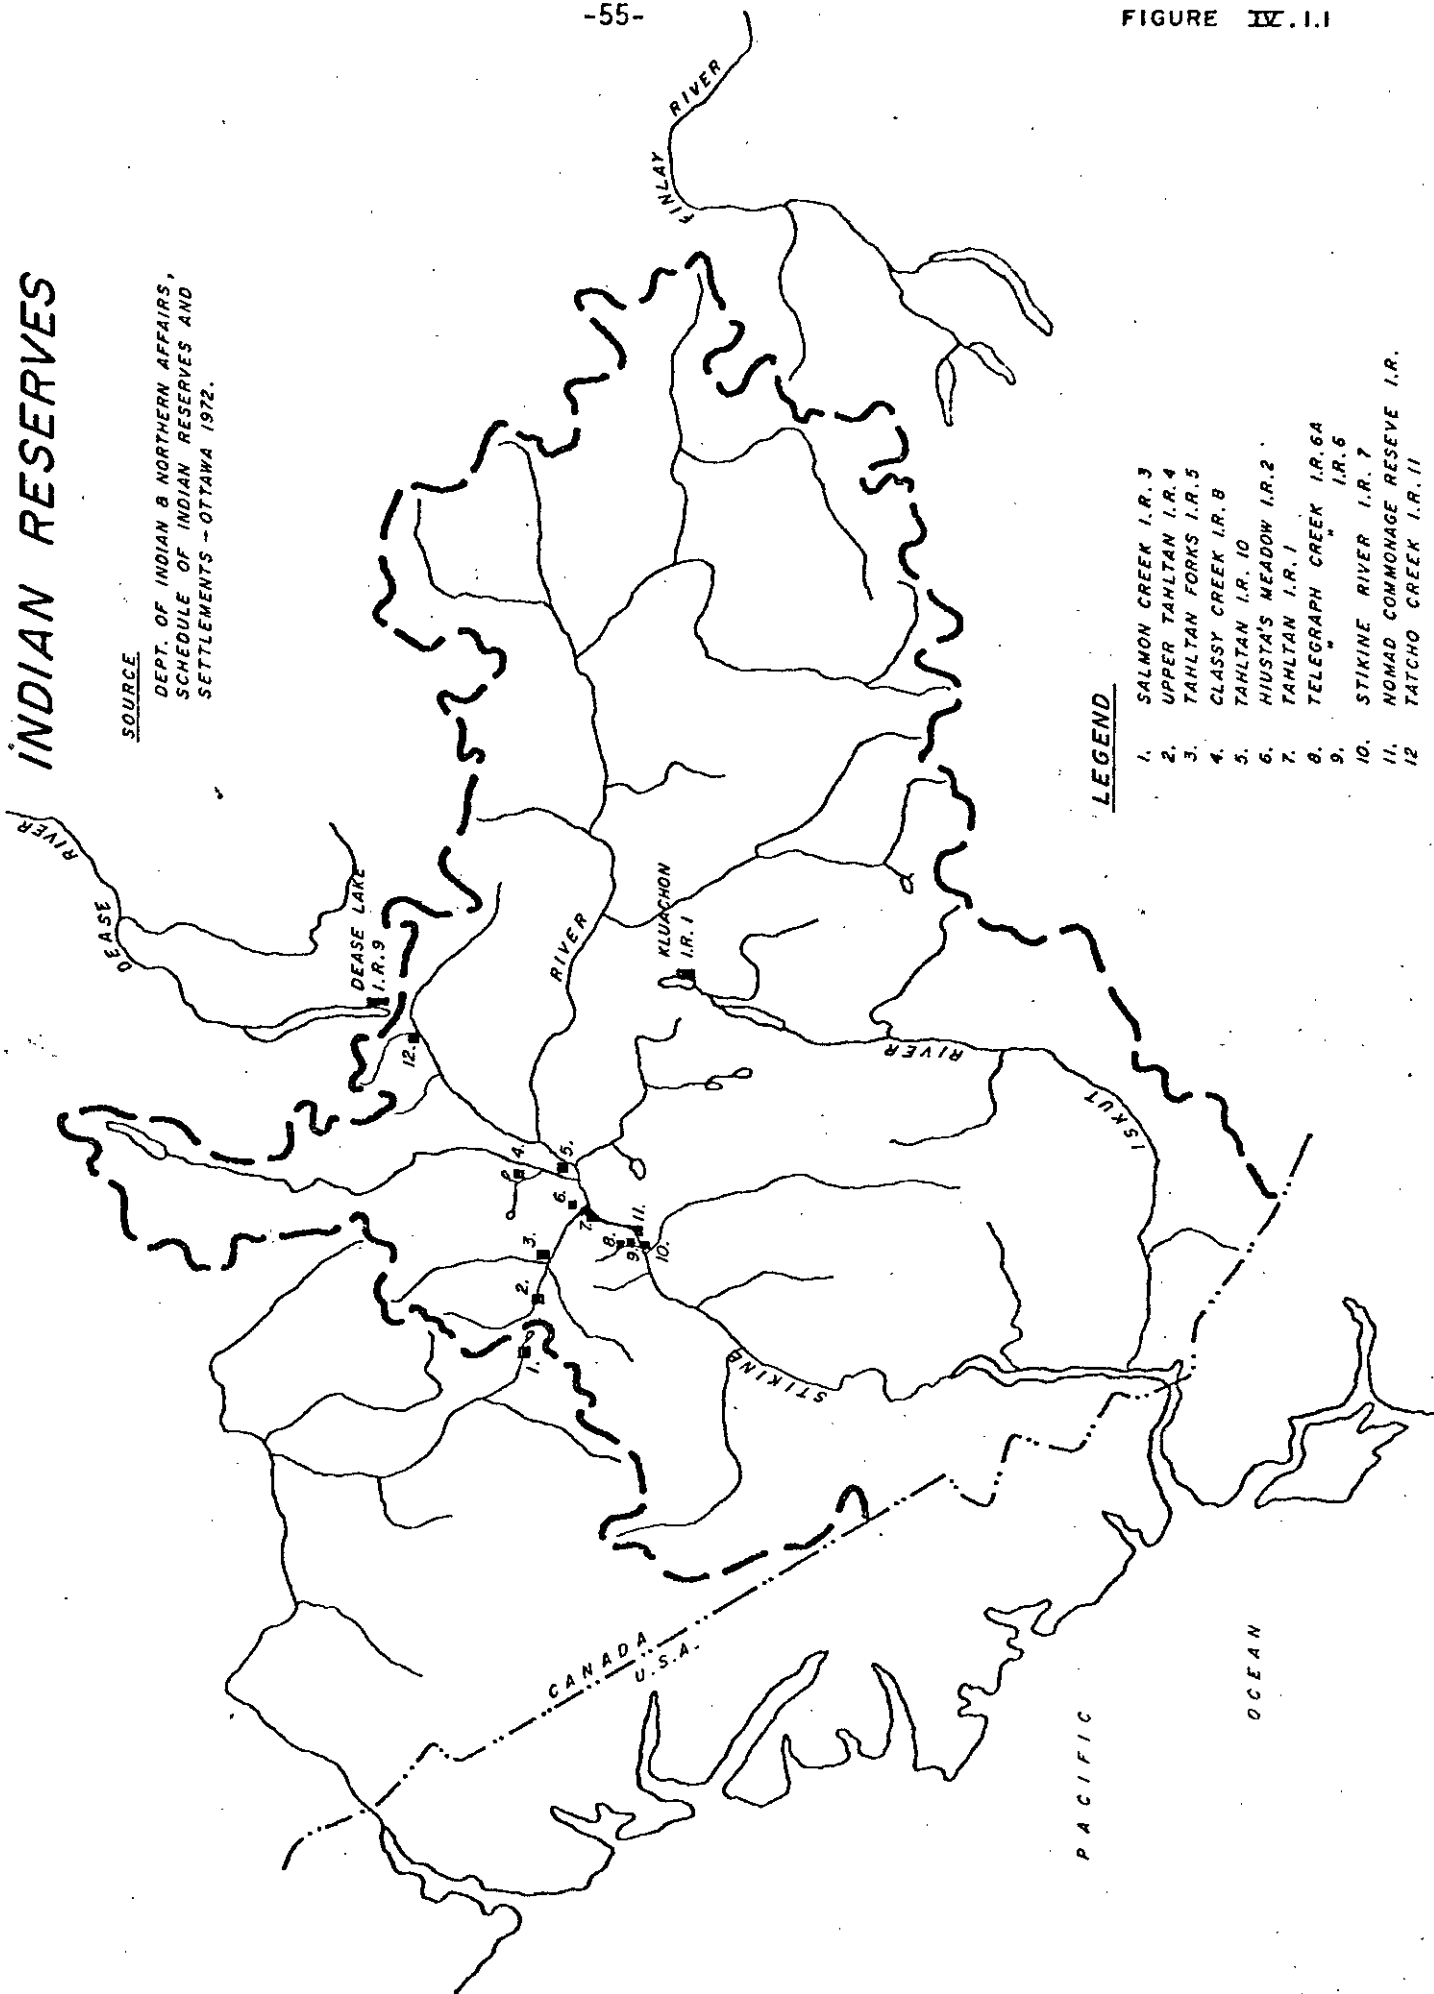 -55-
FIGURE IV.1.1
INDIAN RESERVES
SOURCE
DEPT. OF INDIAN & NORTHERN AFFAIRS,
SCHEDULE OF INDIAN RESERVES AND
SETTLEMENTS - OTTAWA 1972.
DEASE RIVER
DEASE LAKE
I.R. 9
FINLAY RIVER
RIVER
KLUACHON
I.R. 1
ISKUT RIVER
STIKINE
CANADA
U.S.A.
PACIFIC
OCEAN
1.
2.
3.
4.
5.
6.
7.
8.
9.
10.
11.
12.
LEGEND
1. SALMON CREEK I.R. 3
2. UPPER TAHLTAN I.R. 4
3. TAHLTAN FORKS I.R. 5
4. CLASSY CREEK I.R. 8
5. TAHLTAN I.R. 10
6. HIUSTA'S MEADOW I.R. 2
7. TAHLTAN I.R. 1
8. TELEGRAPH CREEK I.R. 6A
9. " " I.R. 6
10. STIKINE RIVER I.R. 7
11. NOMAD COMMONAGE RESEVE I.R.
12 TATCHO CREEK I.R. 11